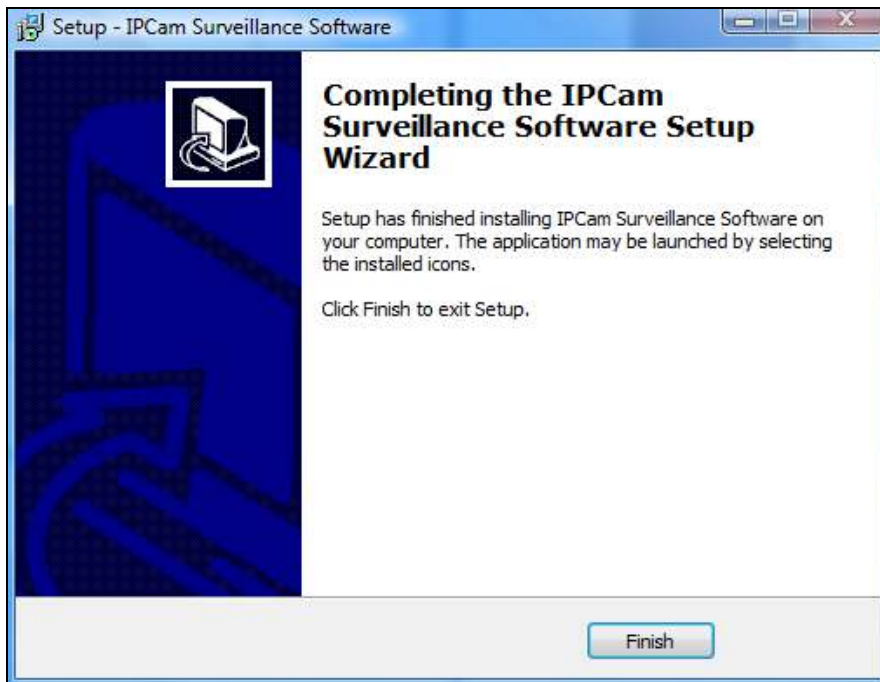 Setup - IPCam Surveillance Software
Completing the IPCam
Surveillance Software Setup
Wizard
Setup has finished installing IPCam Surveillance Software on
your computer. The application may be launched by selecting
the installed icons.
Click Finish to exit Setup.
Finish